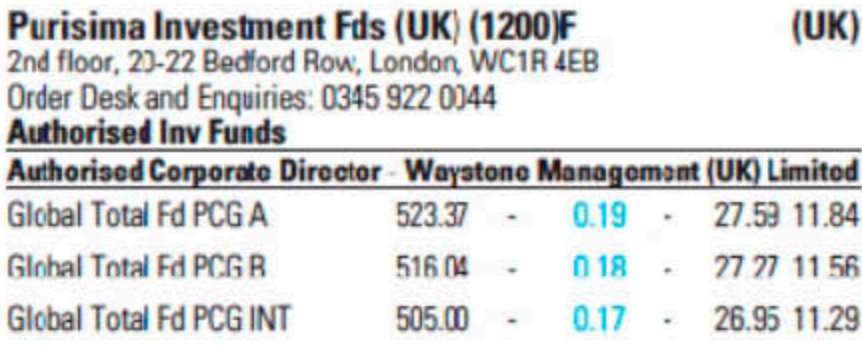 Purisima Investment Fds (UK) (1200)F (UK)
2nd floor, 20-22 Bedford Row, London, WC1R 4EB
Order Desk and Enquiries: 0345 922 0044
Authorised Inv Funds
Authorised Corporate Director - Waystone Management (UK) Limited
Global Total Fd PCG A 523.37 - 0.19 - 27.59 11.84
Global Total Fd PCG B 516.04 - 0.18 - 27.27 11.56
Global Total Fd PCG INT 505.00 - 0.17 - 26.95 11.29